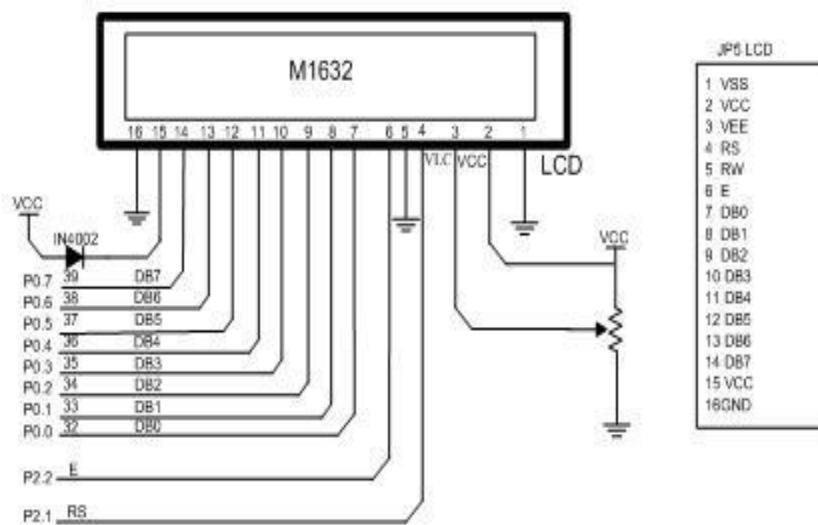 M1632
16 15 14 13 12 11 10 9 8 7 6 5 4 3 2 1
VLC VCC
LCD
VCC
IN4002
P0.7 39 DB7
P0.6 38 DB6
P0.5 37 DB5
P0.4 36 DB4
P0.3 35 DB3
P0.2 34 DB2
P0.1 33 DB1
P0.0 32 DB0
P2.2 E
P2.1 RS
VCC
JP5 LCD
1 VSS
2 VCC
3 VEE
4 RS
5 RW
6 E
7 DB0
8 DB1
9 DB2
10 DB3
11 DB4
12 DB5
13 DB6
14 DB7
15 VCC
16GND